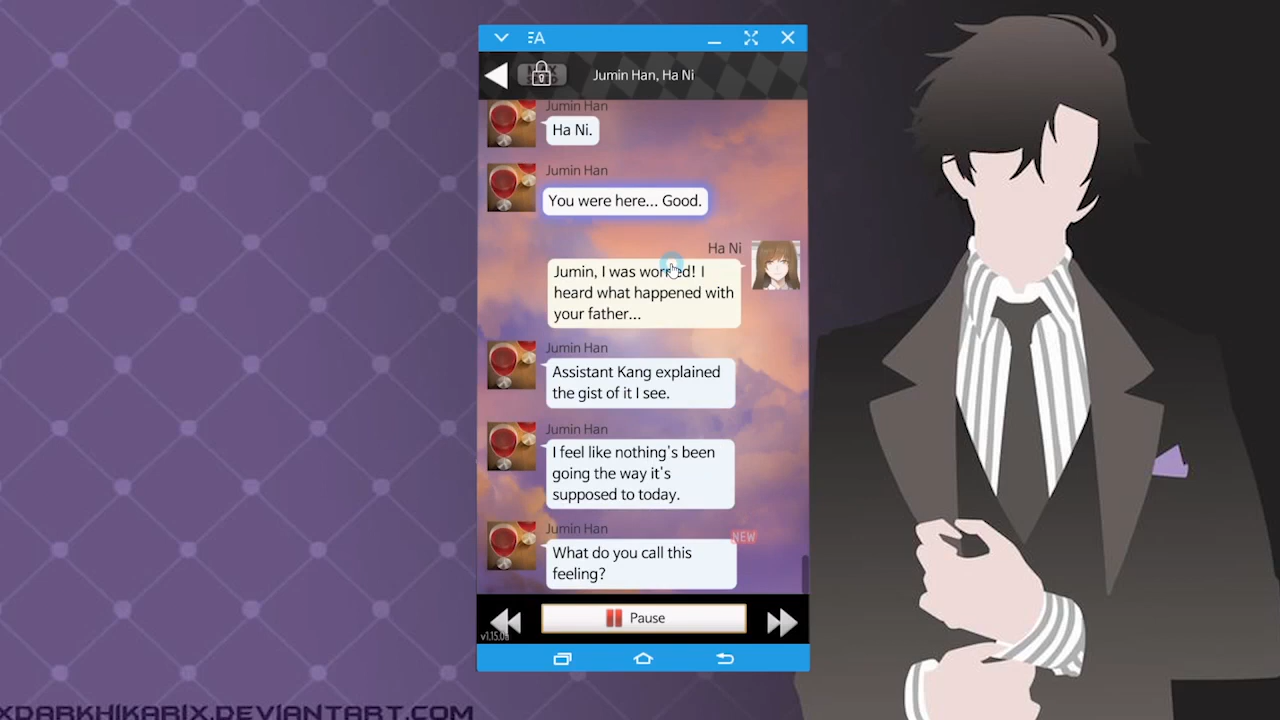 ΞA
Jumin Han, Ha Ni
Jumin Han
Ha Ni.
Jumin Han
You were here... Good.
Ha Ni
Jumin, I was worried! I
heard what happened with
your father...
Jumin Han
Assistant Kang explained
the gist of it I see.
Jumin Han
I feel like nothing's been
going the way it's
supposed to today.
Jumin Han
NEW
What do you call this
feeling?
Pause
XDARKHIKARIX.DEVIANTART.COM